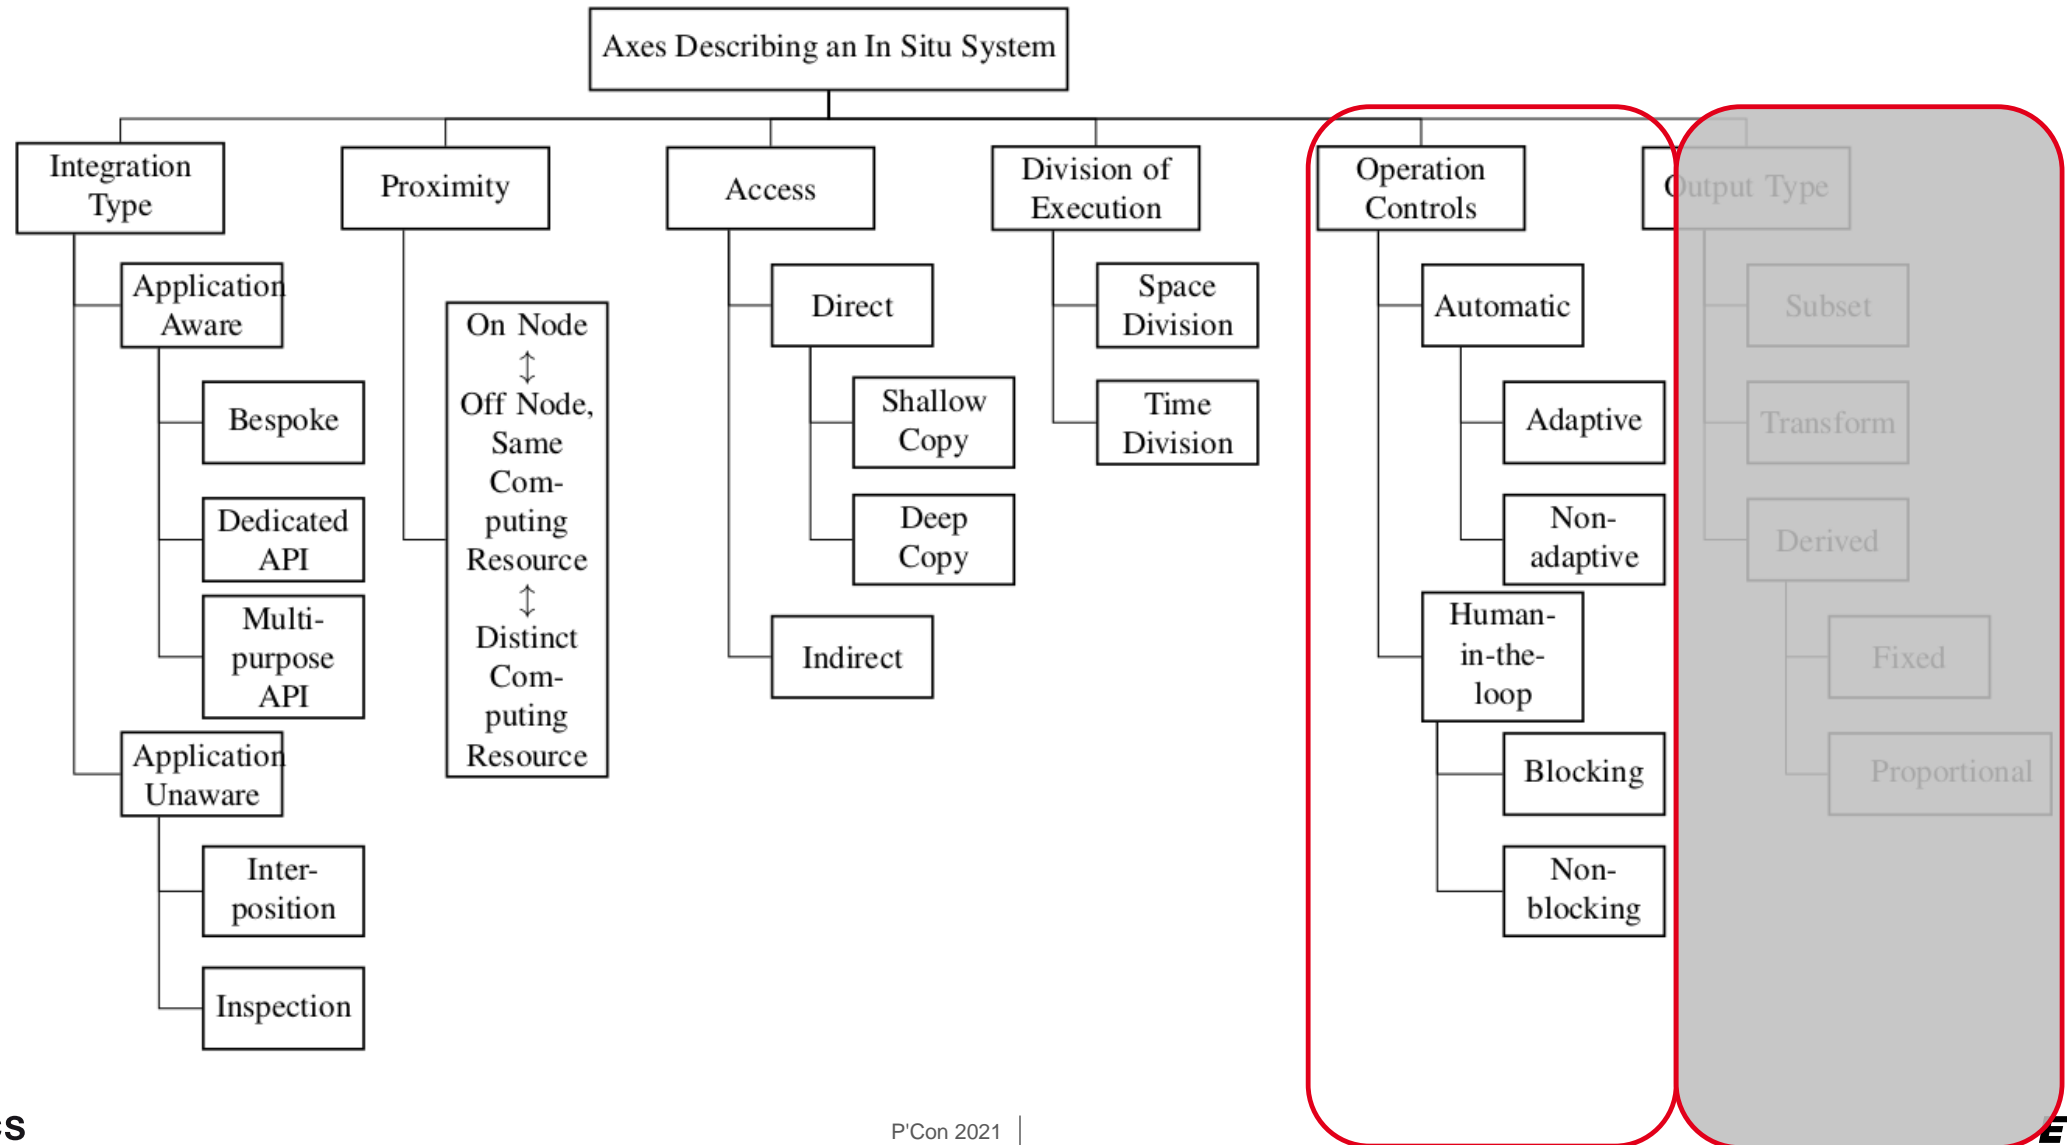 Axes Describing an In Situ System
Integration
Type
Application
Aware
Bespoke
Dedicated
API
Multi-
purpose
API
Application
Unaware
Inter-
position
Inspection
Proximity
On Node
↕
Off Node,
Same
Com-
puting
Resource
↕
Distinct
Com-
puting
Resource
Access
Direct
Shallow
Copy
Deep
Copy
Indirect
Division of
Execution
Space
Division
Time
Division
Operation
Controls
Automatic
Adaptive
Non-
adaptive
Human-
in-the-
loop
Blocking
Non-
blocking
Output Type
Subset
Transform
Derived
Fixed
Proportional
P'Con 2021